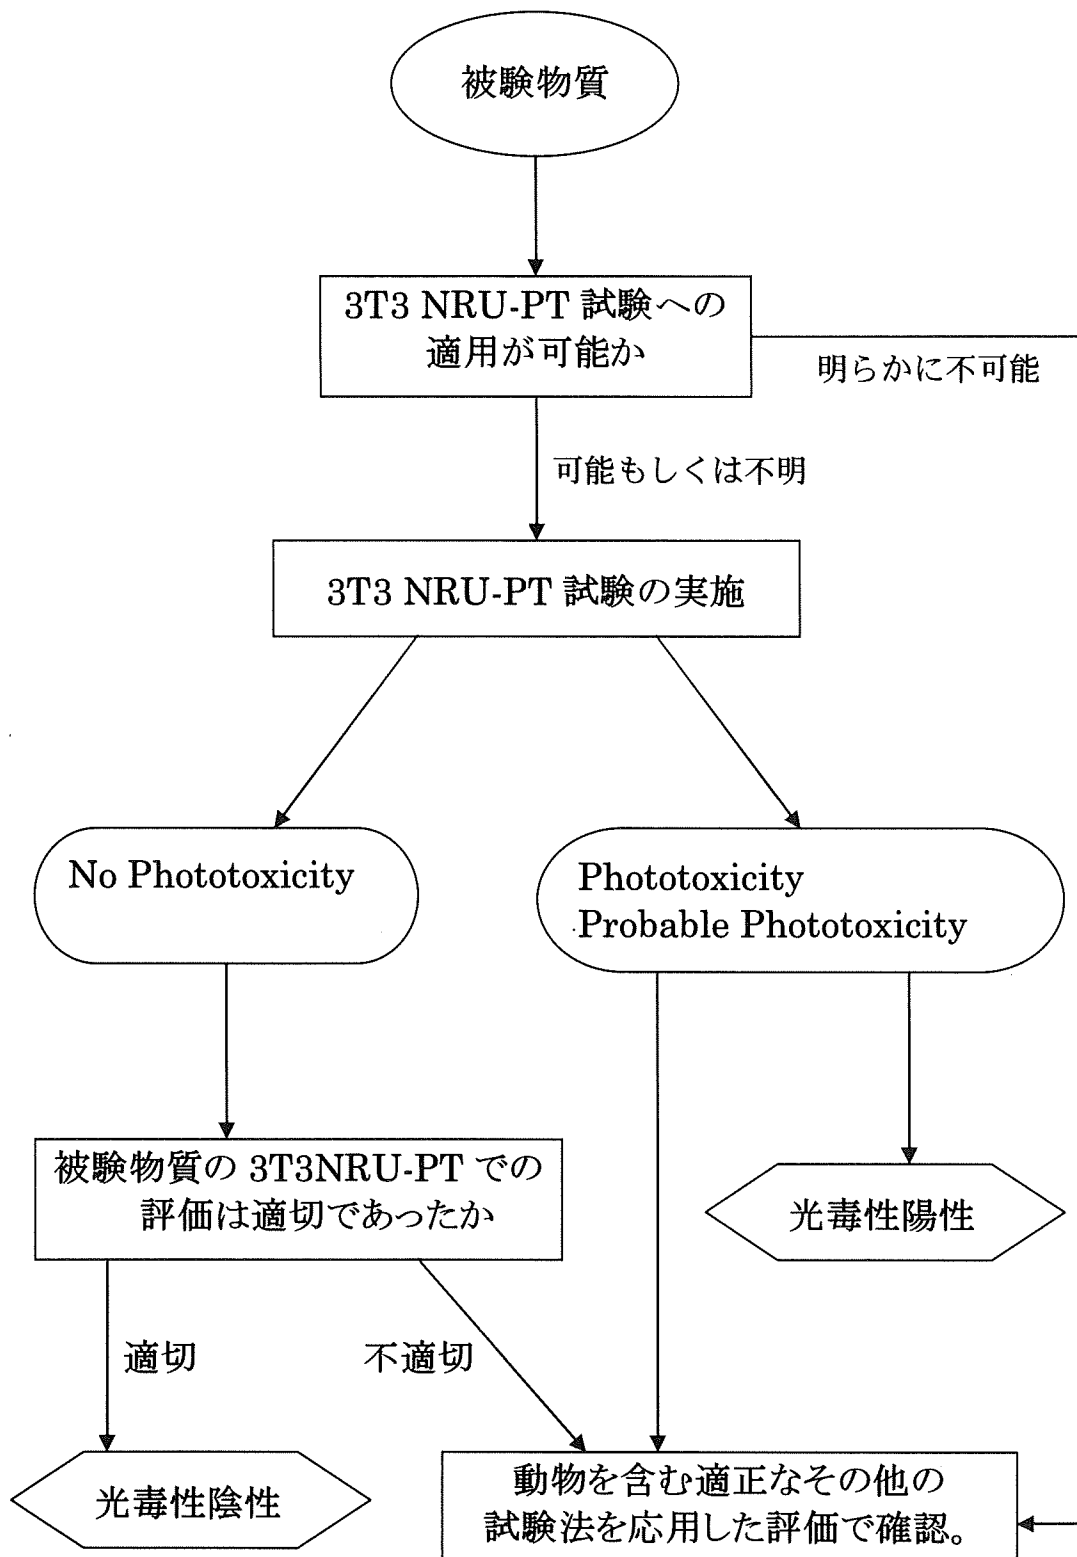 被験物質
3T3 NRU-PT 試験への
適用が可能か
明らかに不可能
可能もしくは不明
3T3 NRU-PT 試験の実施
No Phototoxicity
Phototoxicity
Probable Phototoxicity
被験物質の 3T3NRU-PT での
評価は適切であったか
光毒性陽性
適切
不適切
光毒性陰性
動物を含む適正なその他の
試験法を応用した評価で確認。